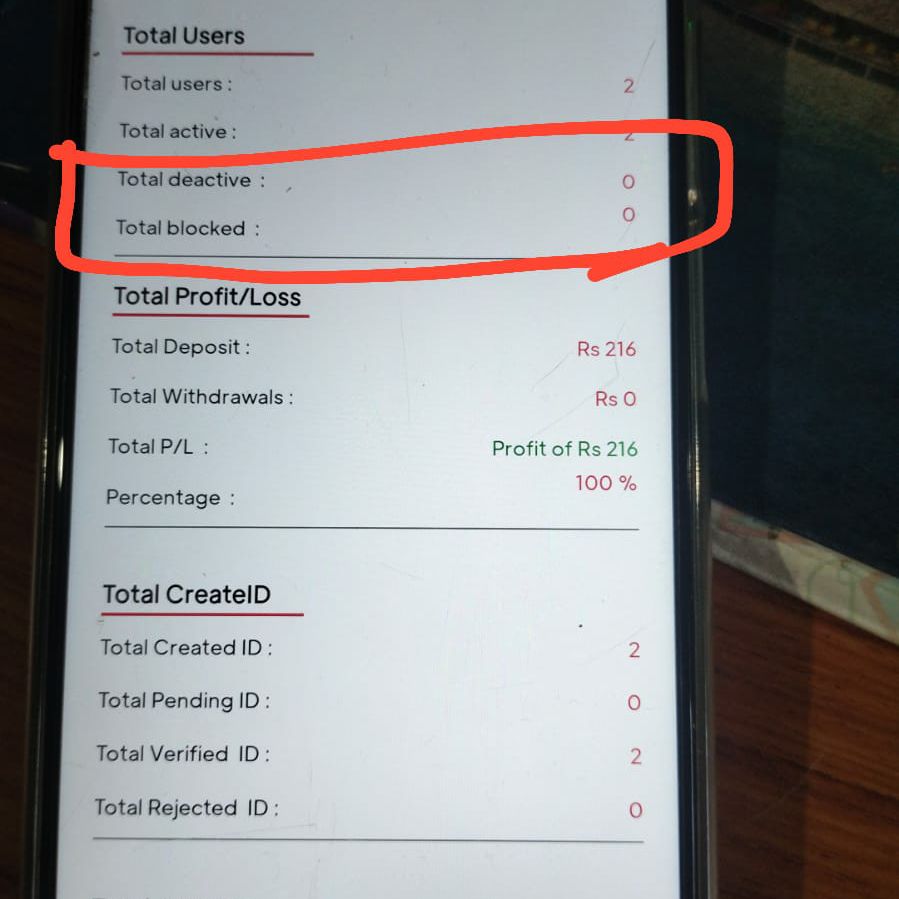 Total Users
Total users : 2
Total active : 2
Total deactive : 0
Total blocked : 0
Total Profit/Loss
Total Deposit : Rs 216
Total Withdrawals : Rs 0
Total P/L : Profit of Rs 216
Percentage : 100 %
Total CreateID
Total Created ID : 2
Total Pending ID : 0
Total Verified ID : 2
Total Rejected ID : 0